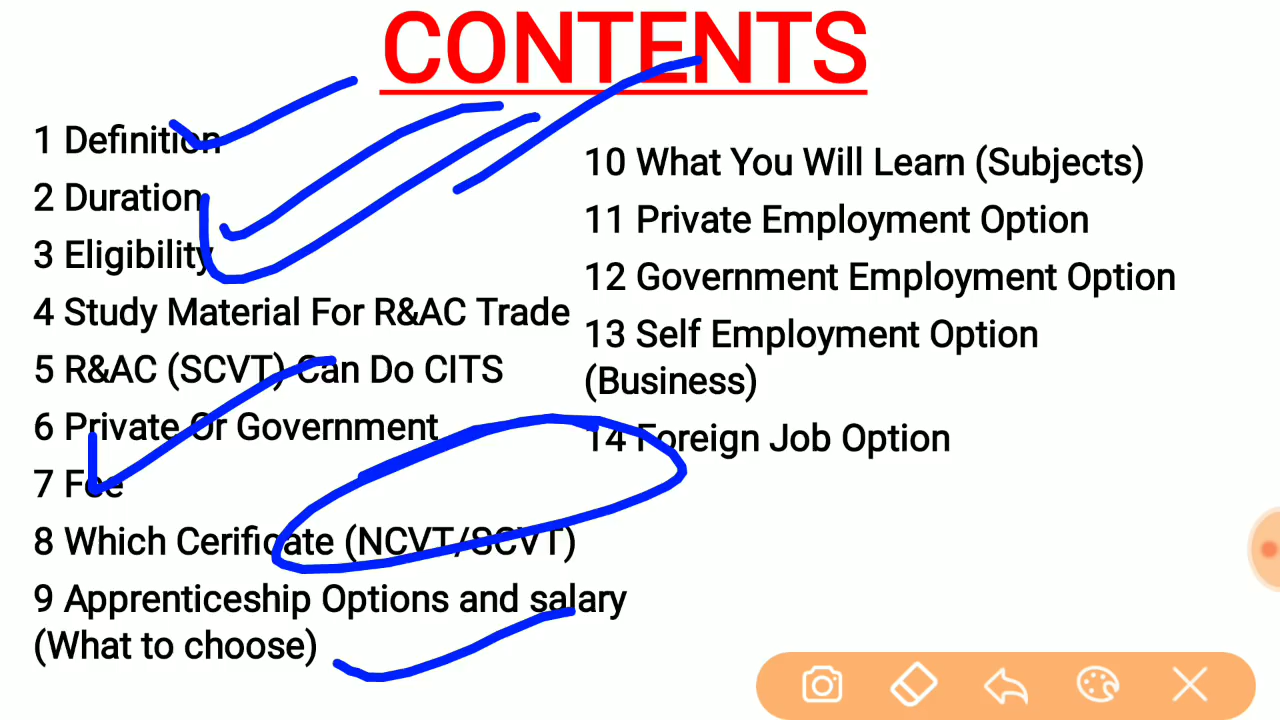 CONTENTS
1 Definition
2 Duration
3 Eligibility
4 Study Material For R&AC Trade
5 R&AC (SCVT) Can Do CITS
6 Private Or Government
7 Fee
8 Which Cerificate (NCVT/SCVT)
9 Apprenticeship Options and salary
(What to choose)
10 What You Will Learn (Subjects)
11 Private Employment Option
12 Government Employment Option
13 Self Employment Option
(Business)
14 Foreign Job Option